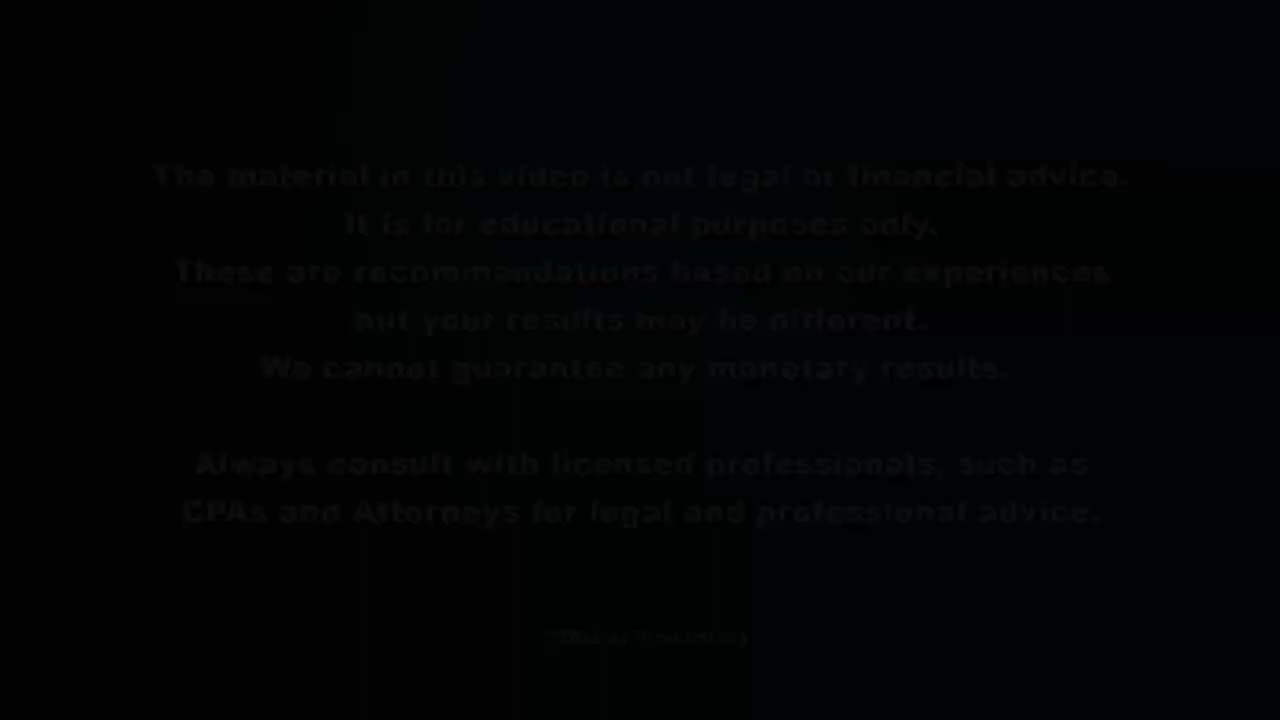 The material in this video is not legal or financial advice.
It is for educational purposes only.
These are recommendations based on our experiences
but your results may be different.
We cannot guarantee any monetary results.
Always consult with licensed professionals, such as
CPAs and Attorneys for legal and professional advice.